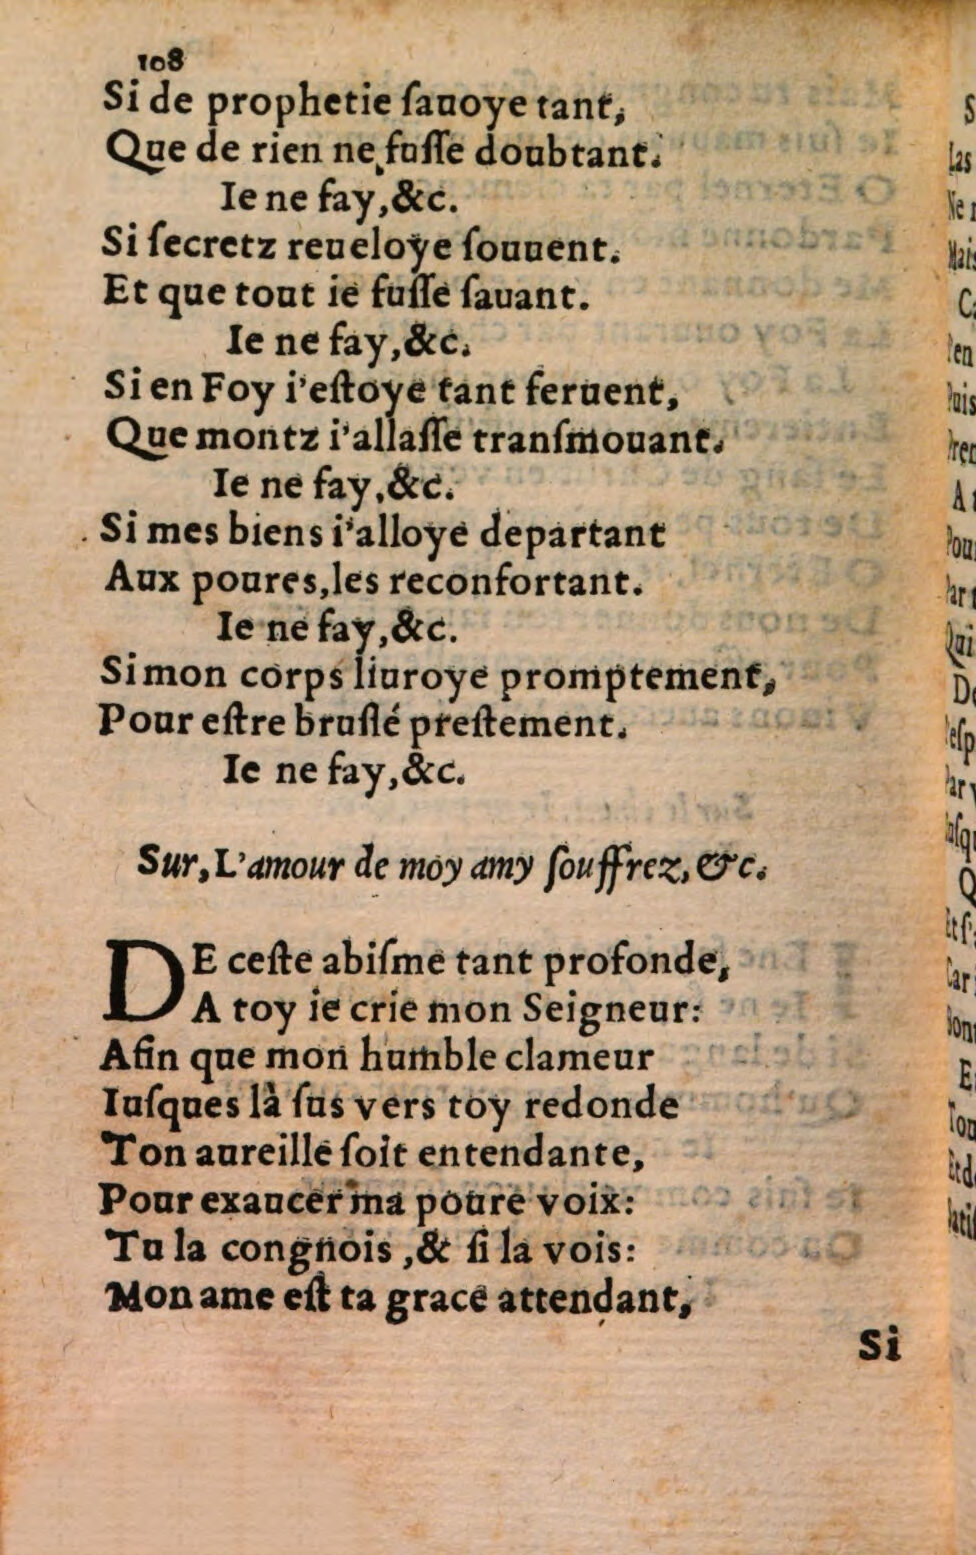 108
Si de prophetie ſauoye tant,
Que de rien ne fuſſe doubtant.
Ie ne fay,&c.
Si ſecretz reueloye ſouuent.
Et que tout ie fuſſe ſauant.
Ie ne fay,&c.
Si en Foy i'eſtoye tant feruent,
Que montz i'allaſſe tranſmouant.
Ie ne fay,&c.
Si mes biens i'alloye departant
Aux poures,les reconfortant.
Ie ne fay,&c.
Si mon corps liuroye promptement,
Pour eſtre bruſlé preſtement.
Ie ne fay,&c.
Sur, L'amour de moy amy ſouffrez, &c.
DE ceſte abiſme tant profonde,
A toy ie crie mon Seigneur:
Afin que mon humble clameur
Iuſques là ſus vers toy redonde
Ton aureille ſoit entendante,
Pour exaucer ma poure voix:
Tu la congnois ,& ſi la vois:
Mon ame eſt ta grace attendant,
Si